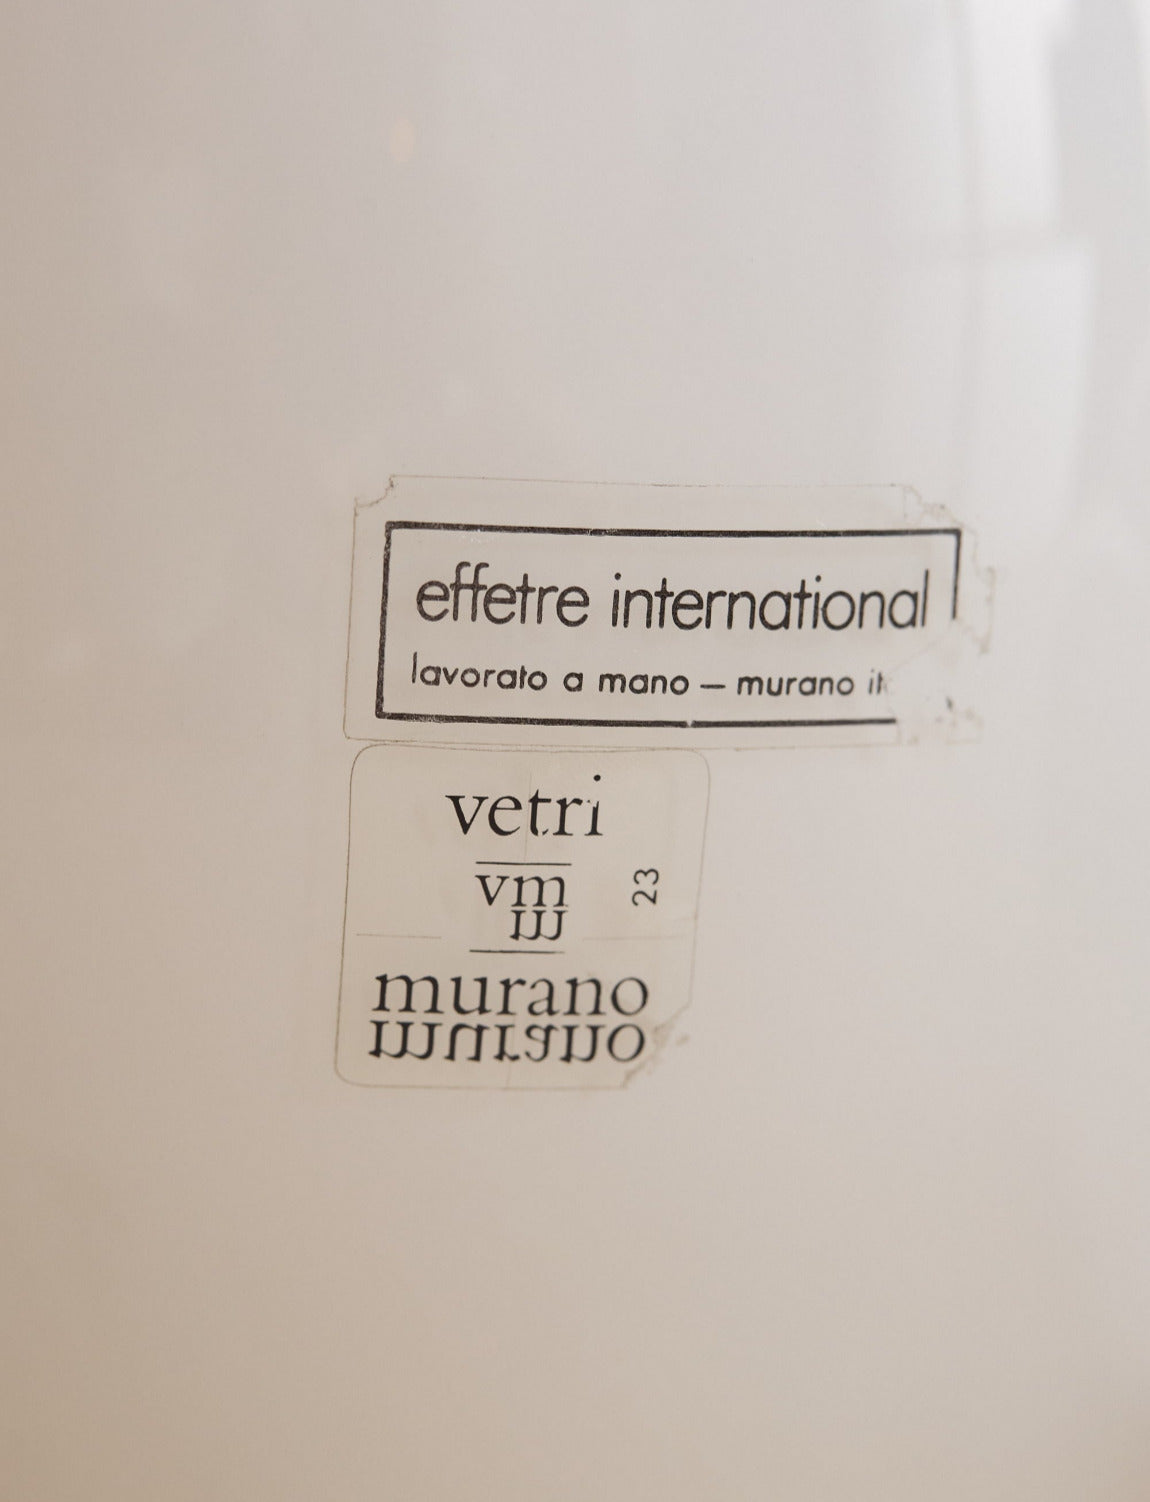 effetre international
lavorato a mano — murano it
vetri
vm
23
murano